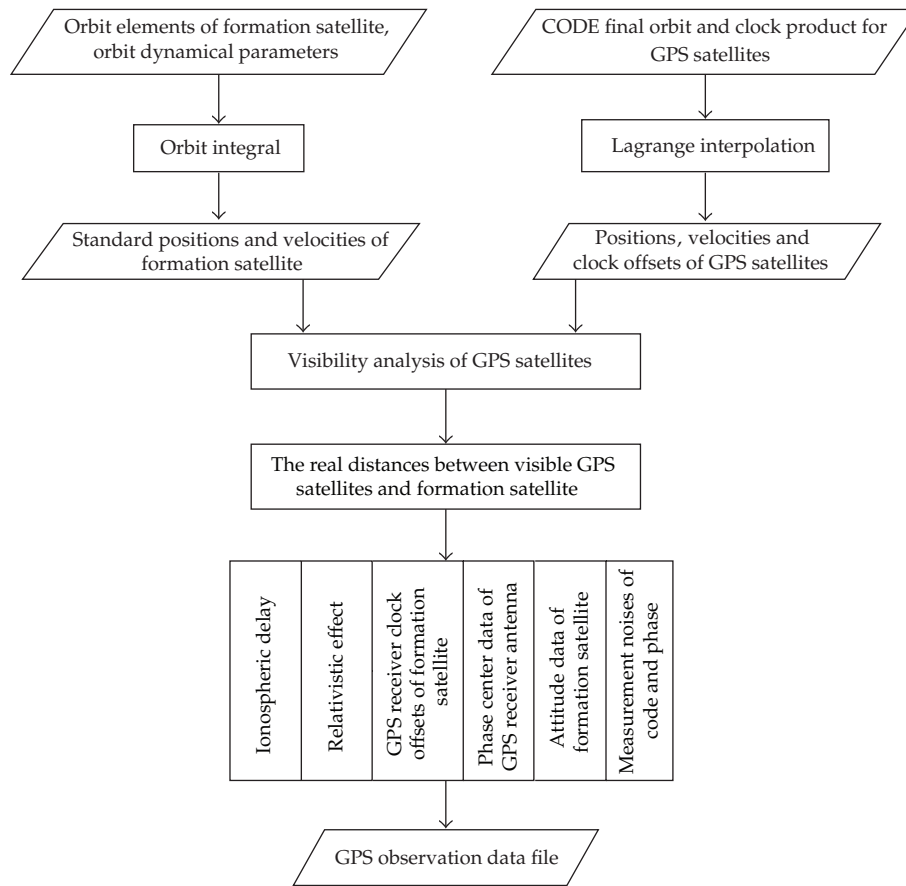 Orbit elements of formation satellite,
orbit dynamical parameters
CODE final orbit and clock product for
GPS satellites
Orbit integral
Lagrange interpolation
Standard positions and velocities of
formation satellite
Positions, velocities and
clock offsets of GPS satellites
Visibility analysis of GPS satellites
The real distances between visible GPS
satellites and formation satellite
Ionospheric delay
Relativistic effect
GPS receiver clock
offsets of formation
satellite
Phase center data of
GPS receiver antenna
Attitude data of
formation satellite
Measurement noises of
code and phase
GPS observation data file